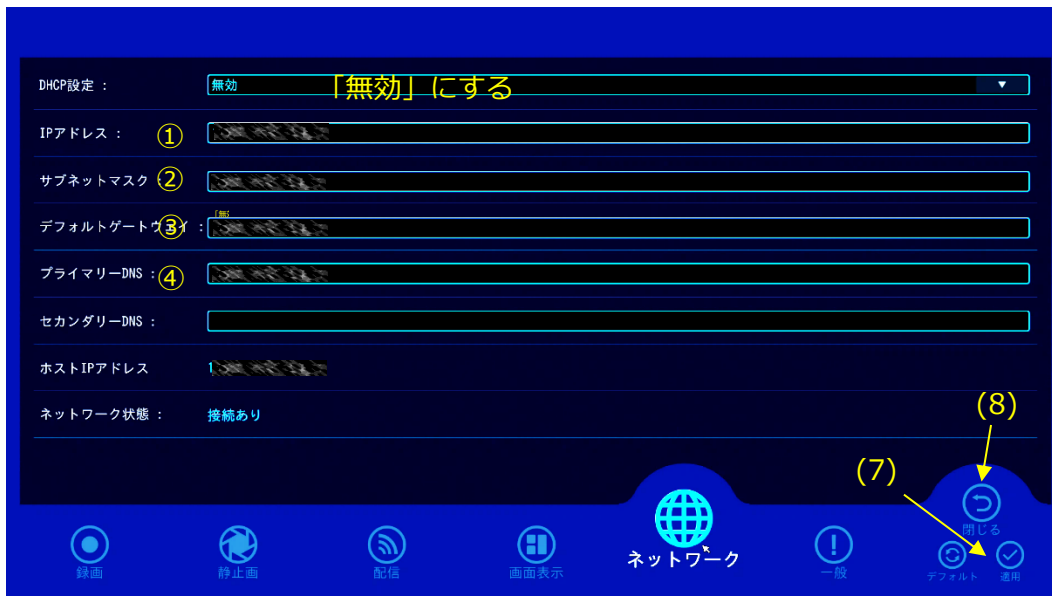 DHCP設定 : 無効 「無効」にする
IPアドレス : ①
サブネットマスク : ②
デフォルトゲートウェイ : ③
プライマリーDNS : ④
セカンダリーDNS :
ホストIPアドレス 1
ネットワーク状態 : 接続あり
(8)
(7)
閉じる
録画 静止画 配信 画面表示 ネットワーク 一般 デフォルト 適用